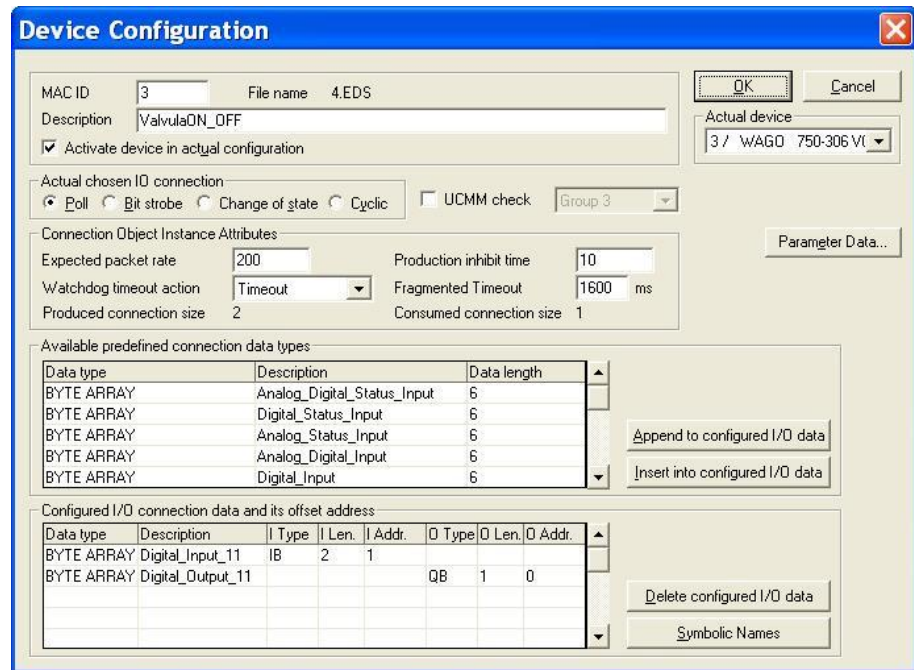 Device Configuration
MAC ID 3 File name 4.EDS
Description ValvulaON_OFF
Activate device in actual configuration
OK Cancel
Actual device
3 / WAGO 750-306 V(
Actual chosen IO connection
Poll Bit strobe Change of state Cyclic
UCMM check Group 3
Connection Object Instance Attributes
Expected packet rate 200 Production inhibit time 10
Watchdog timeout action Timeout Fragmented Timeout 1600 ms
Produced connection size 2 Consumed connection size 1
Parameter Data...
Available predefined connection data types
Data type Description Data length
BYTE ARRAY Analog_Digital_Status_Input 6
BYTE ARRAY Digital_Status_Input 6
BYTE ARRAY Analog_Status_Input 6
BYTE ARRAY Analog_Digital_Input 6
BYTE ARRAY Digital_Input 6
Append to configured I/O data
Insert into configured I/O data
Configured I/O connection data and its offset address
Data type Description I Type I Len. I Addr. O Type O Len. O Addr.
BYTE ARRAY Digital_Input_11 IB 2 1
BYTE ARRAY Digital_Output_11 QB 1 0
Delete configured I/O data
Symbolic Names